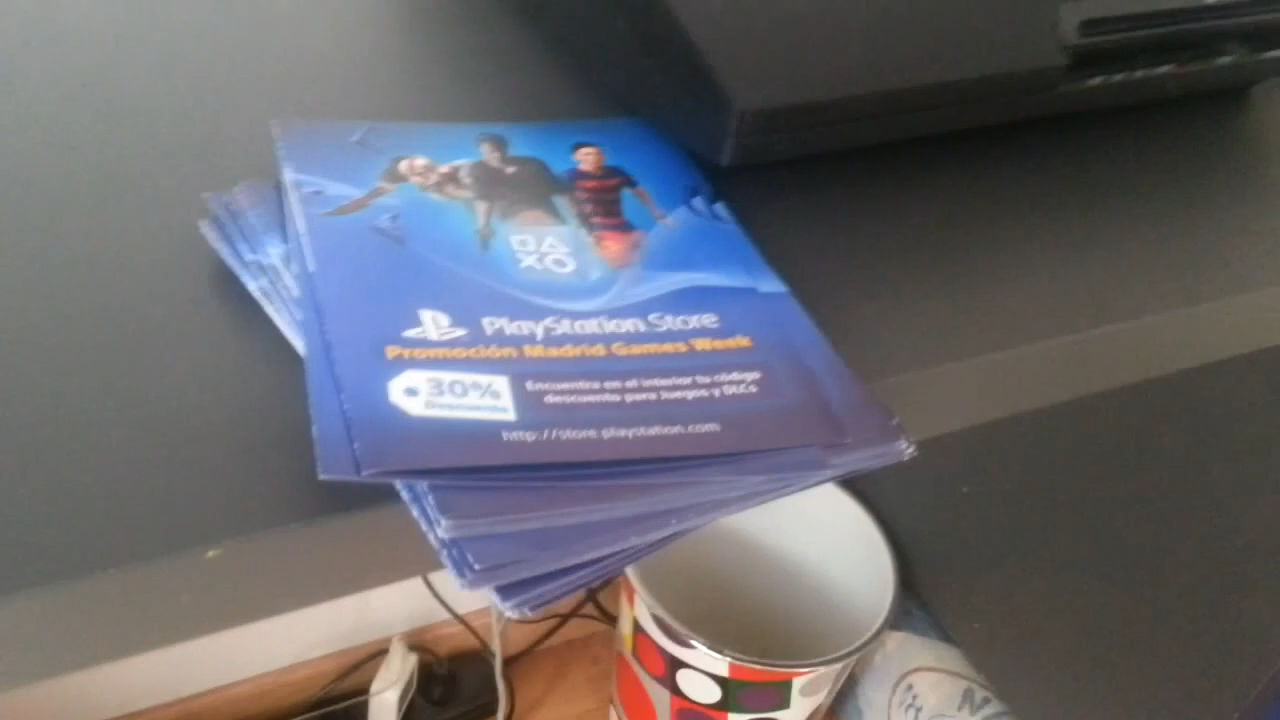 PlayStation Store
Promoción Madrid Games Week
30%
Descuento
Encuentra en el interior tu código
descuento para Juegos y DLCs
http://store.playstation.com